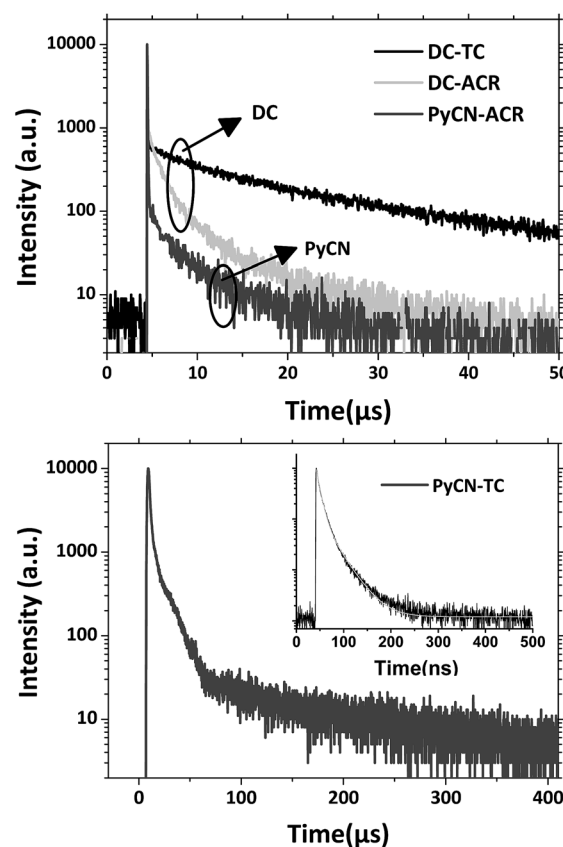 10000
1000
100
10
Intensity (a.u.)
DC-TC
DC-ACR
PyCN-ACR
DC
PyCN
0 10 20 30 40 50
Time(µs)
10000
1000
100
10
Intensity (a.u.)
PyCN-TC
0 100 200 300 400 500
Time(ns)
0 100 200 300 400
Time(µs)